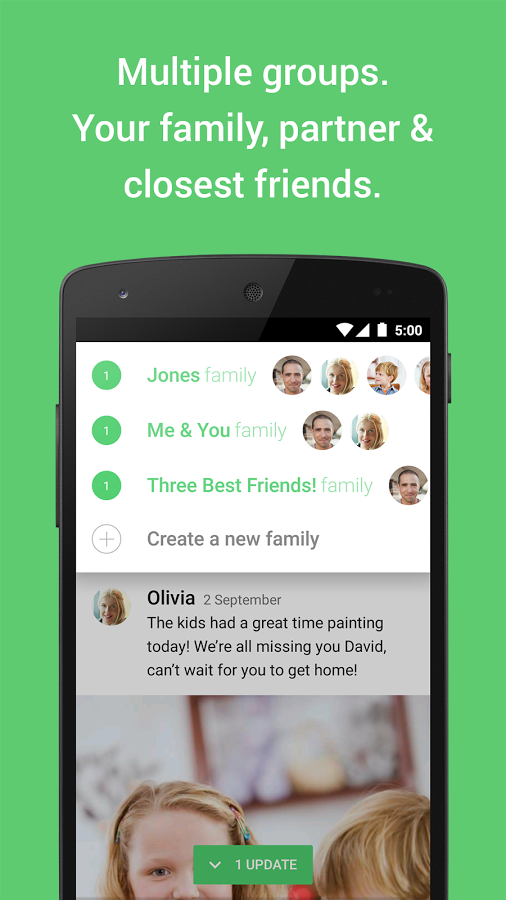 Multiple groups.
Your family, partner &
closest friends.
5:00
1 Jones family
1 Me & You family
1 Three Best Friends! family
Create a new family
Olivia 2 September
The kids had a great time painting
today! We're all missing you David,
can't wait for you to get home!
1 UPDATE